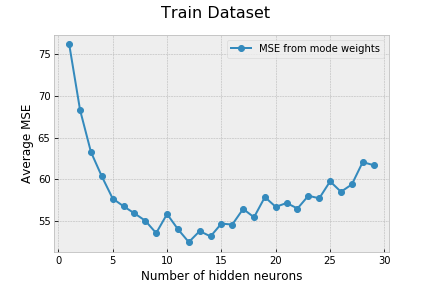 Train Dataset
MSE from mode weights
Average MSE
75
70
65
60
55
0 5 10 15 20 25 30
Number of hidden neurons